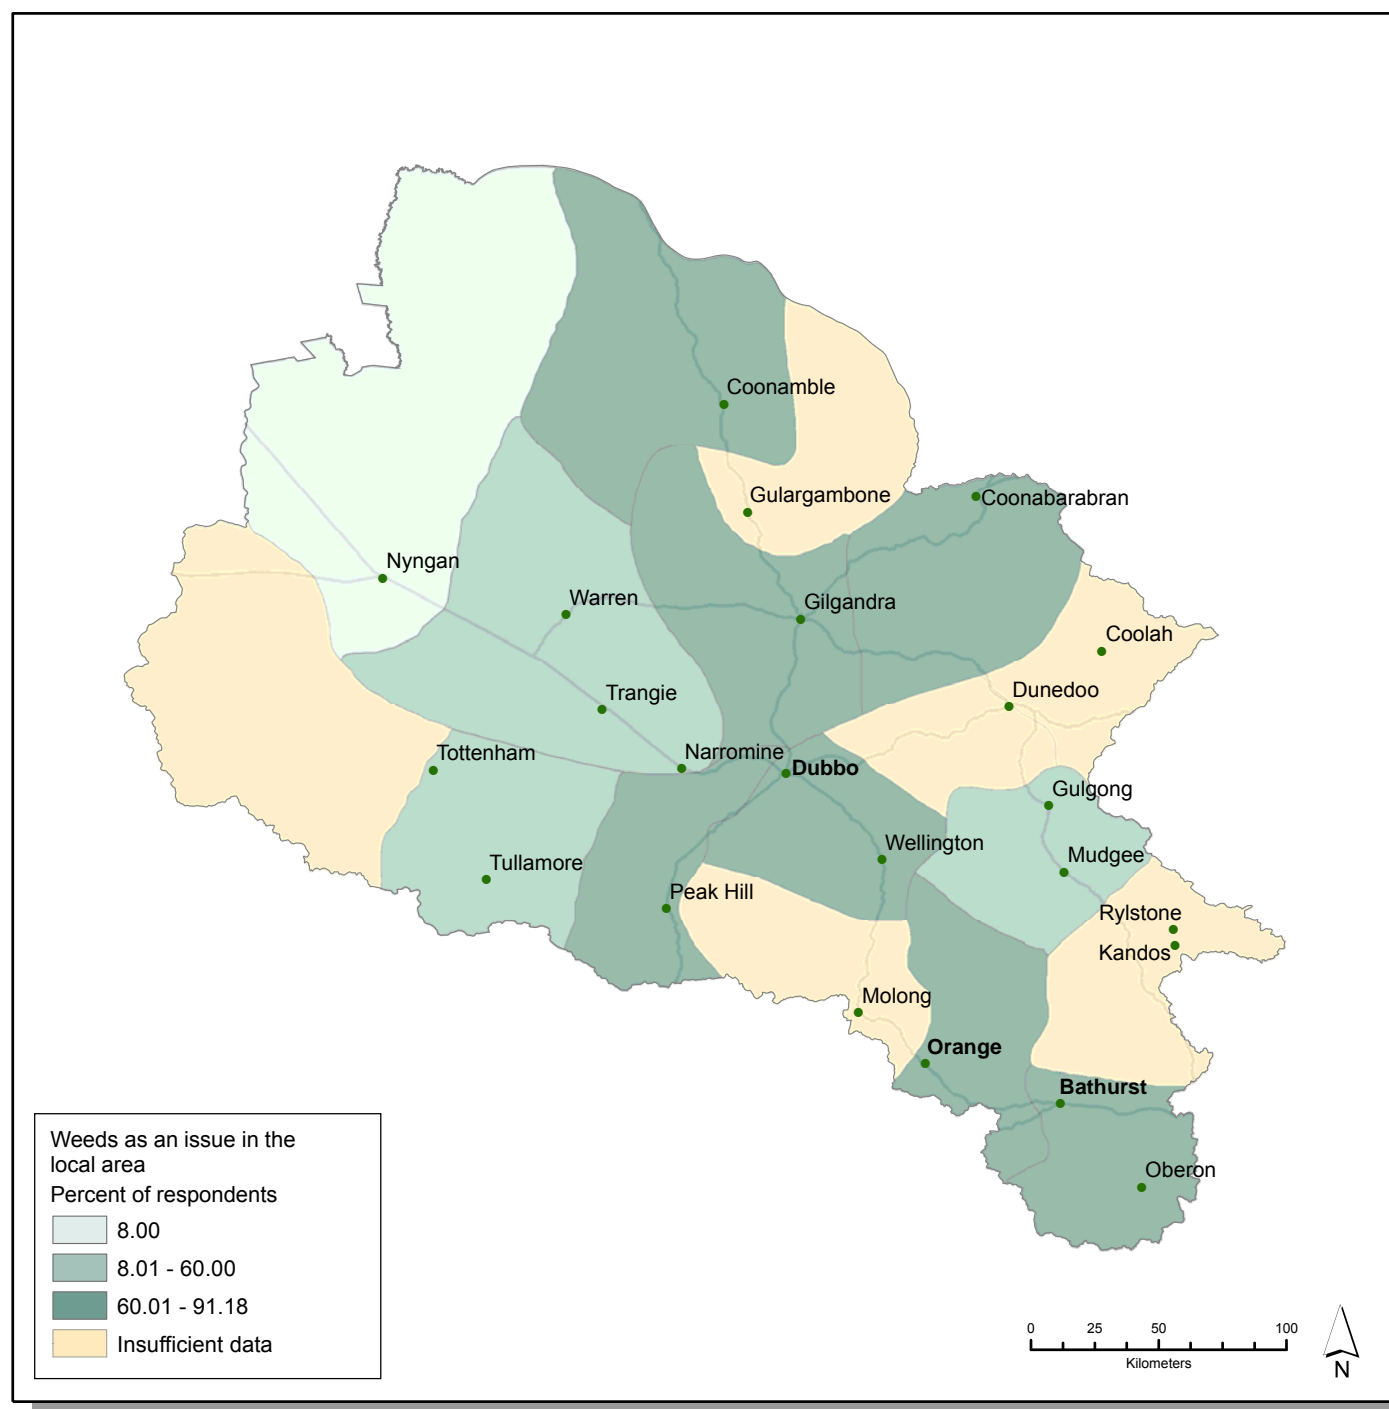 Coonamble
Gulargambone
Coonabarabran
Nyngan
Warren
Gilgandra
Coolah
Trangie
Dunedoo
Tottenham
Narromine
Dubbo
Gulgong
Wellington
Mudgee
Tullamore
Peak Hill
Rylstone
Kandos
Molong
Orange
Bathurst
Oberon
Weeds as an issue in the
local area
Percent of respondents
8.00
8.01 - 60.00
60.01 - 91.18
Insufficient data
0 25 50 100
Kilometers
N